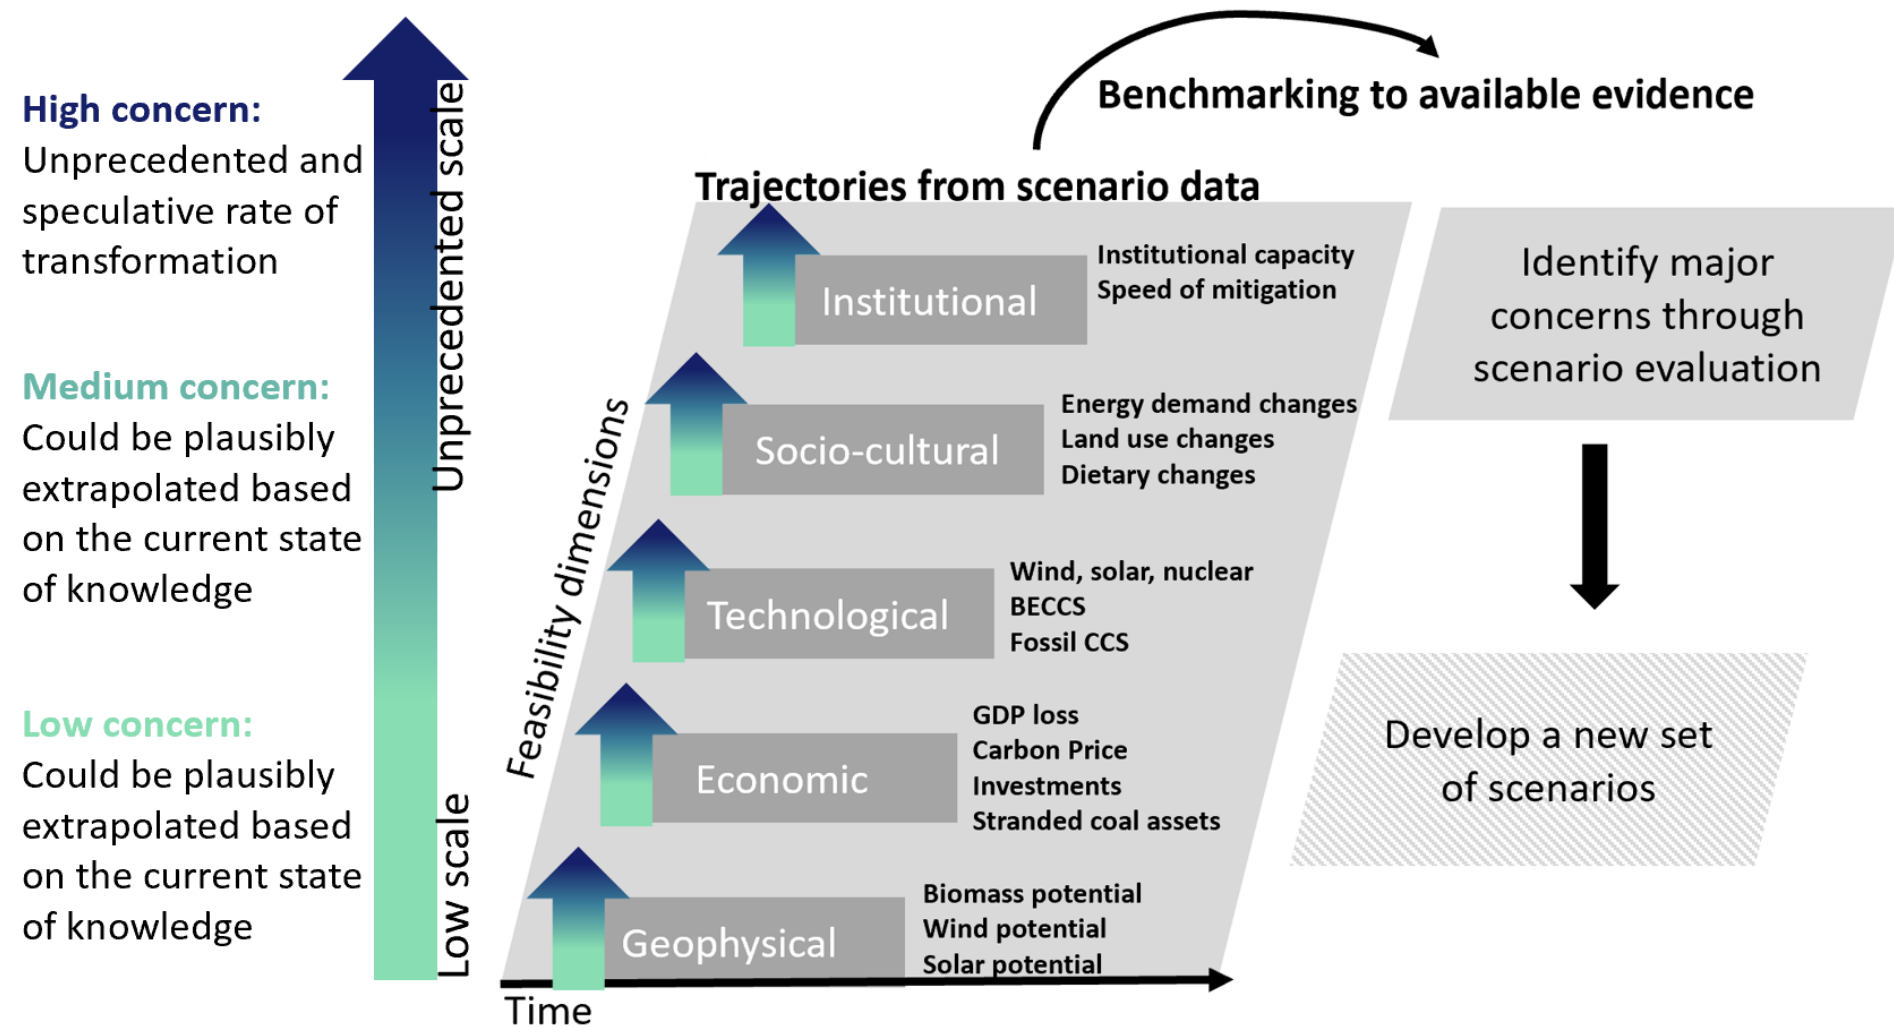 High concern:
Unprecedented and
speculative rate of
transformation
Medium concern:
Could be plausibly
extrapolated based
on the current state
of knowledge
Low concern:
Could be plausibly
extrapolated based
on the current state
of knowledge
Unprecedented scale
Low scale
Benchmarking to available evidence
Trajectories from scenario data
Feasibility dimensions
Institutional
Institutional capacity
Speed of mitigation
Socio-cultural
Energy demand changes
Land use changes
Dietary changes
Technological
Wind, solar, nuclear
BECCS
Fossil CCS
Economic
GDP loss
Carbon Price
Investments
Stranded coal assets
Geophysical
Biomass potential
Wind potential
Solar potential
Time
Identify major
concerns through
scenario evaluation
Develop a new set
of scenarios